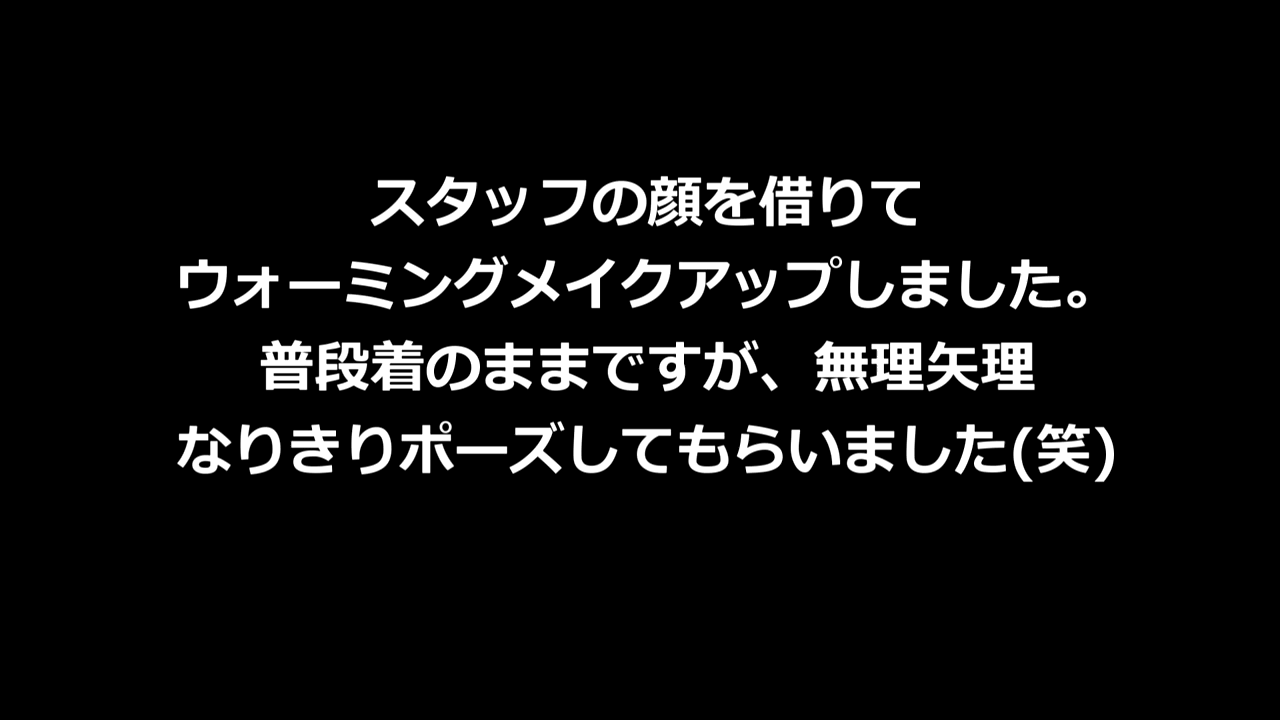 スタッフの顔を借りて
ウォーミングメイクアップしました。
普段着のままですが、無理矢理
なりきりポーズしてもらいました(笑)